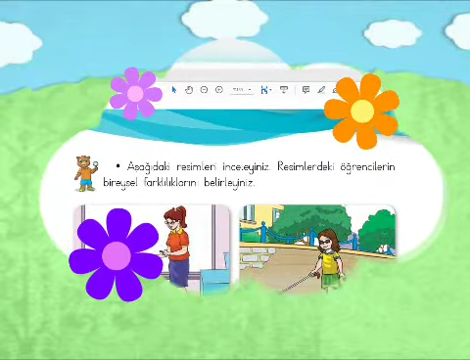 • Aşağıdaki resimleri inceleyiniz. Resimlerdeki öğrencilerin
bireysel farklılıklarını belirleyiniz.